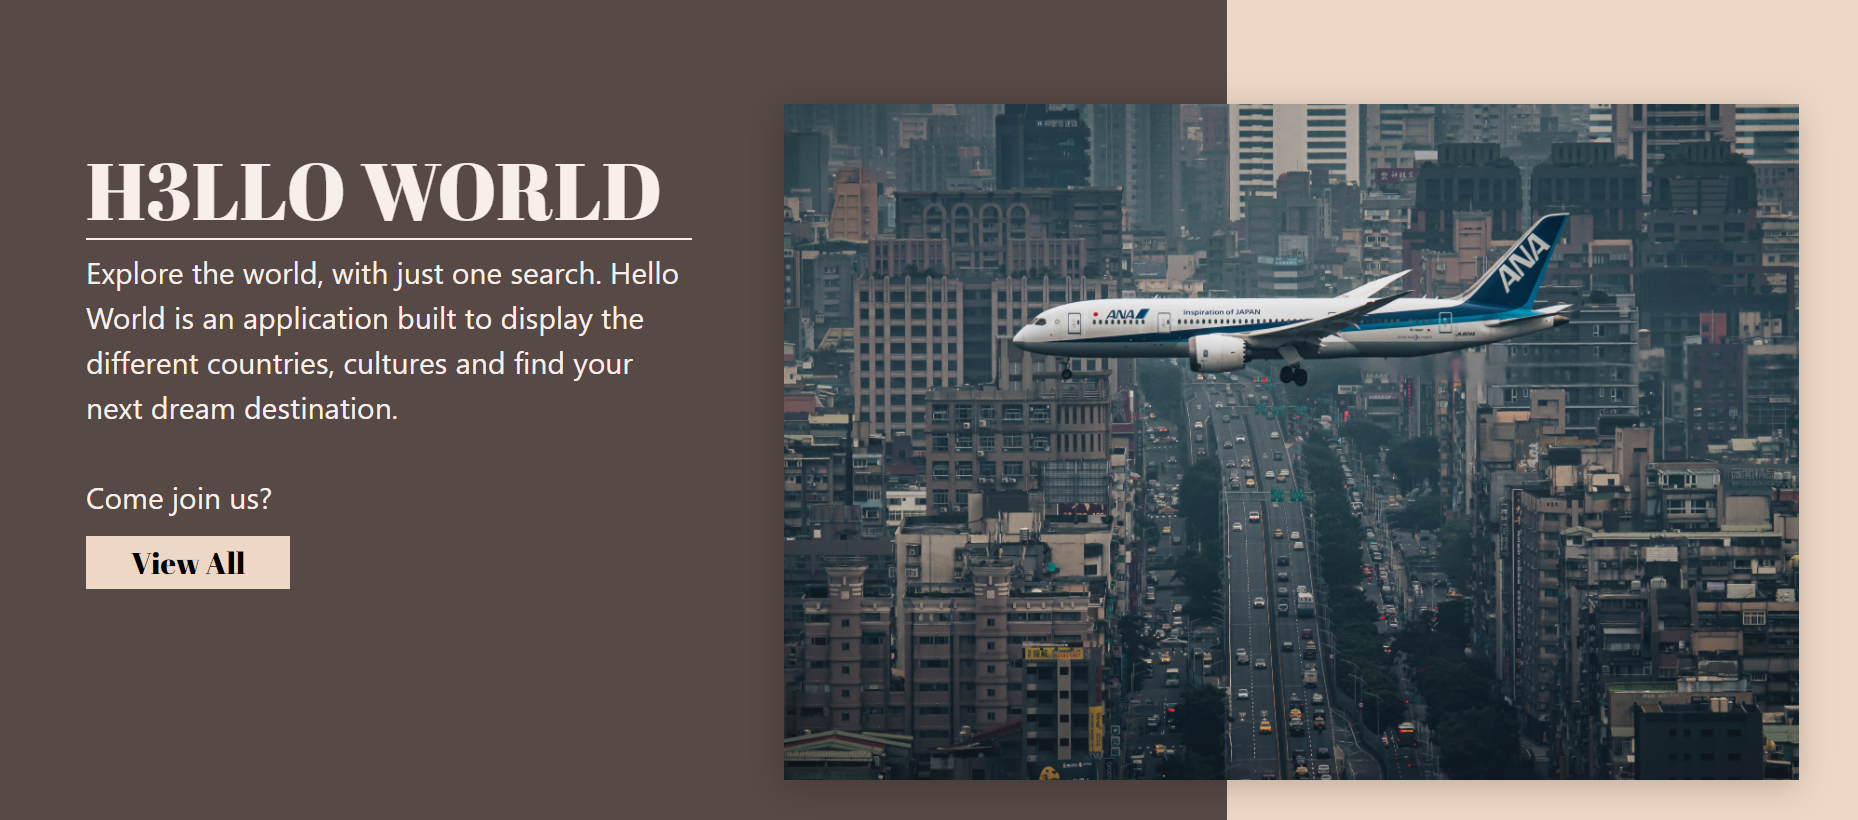 H3LLO WORLD
Explore the world, with just one search. Hello
World is an application built to display the
different countries, cultures and find your
next dream destination.
Come join us?
View All
ANA
ANA
Inspiration of JAPAN